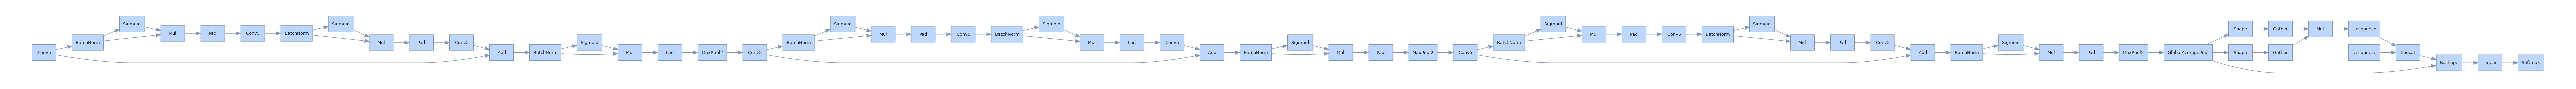 Conv5
BatchNorm
Sigmoid
Mul
Pad
Conv5
BatchNorm
Sigmoid
Mul
Pad
Conv5
Add
BatchNorm
Sigmoid
Mul
Pad
MaxPool2
Conv5
BatchNorm
Sigmoid
Mul
Pad
Conv5
BatchNorm
Sigmoid
Mul
Pad
Conv5
Add
BatchNorm
Sigmoid
Mul
Pad
MaxPool2
Conv5
BatchNorm
Sigmoid
Mul
Pad
Conv5
BatchNorm
Sigmoid
Mul
Pad
Conv5
Add
BatchNorm
Sigmoid
Mul
Pad
MaxPool2
GlobalAveragePool
Shape
Shape
Gather
Gather
Mul
Unsqueeze
Unsqueeze
Concat
Reshape
Linear
Softmax